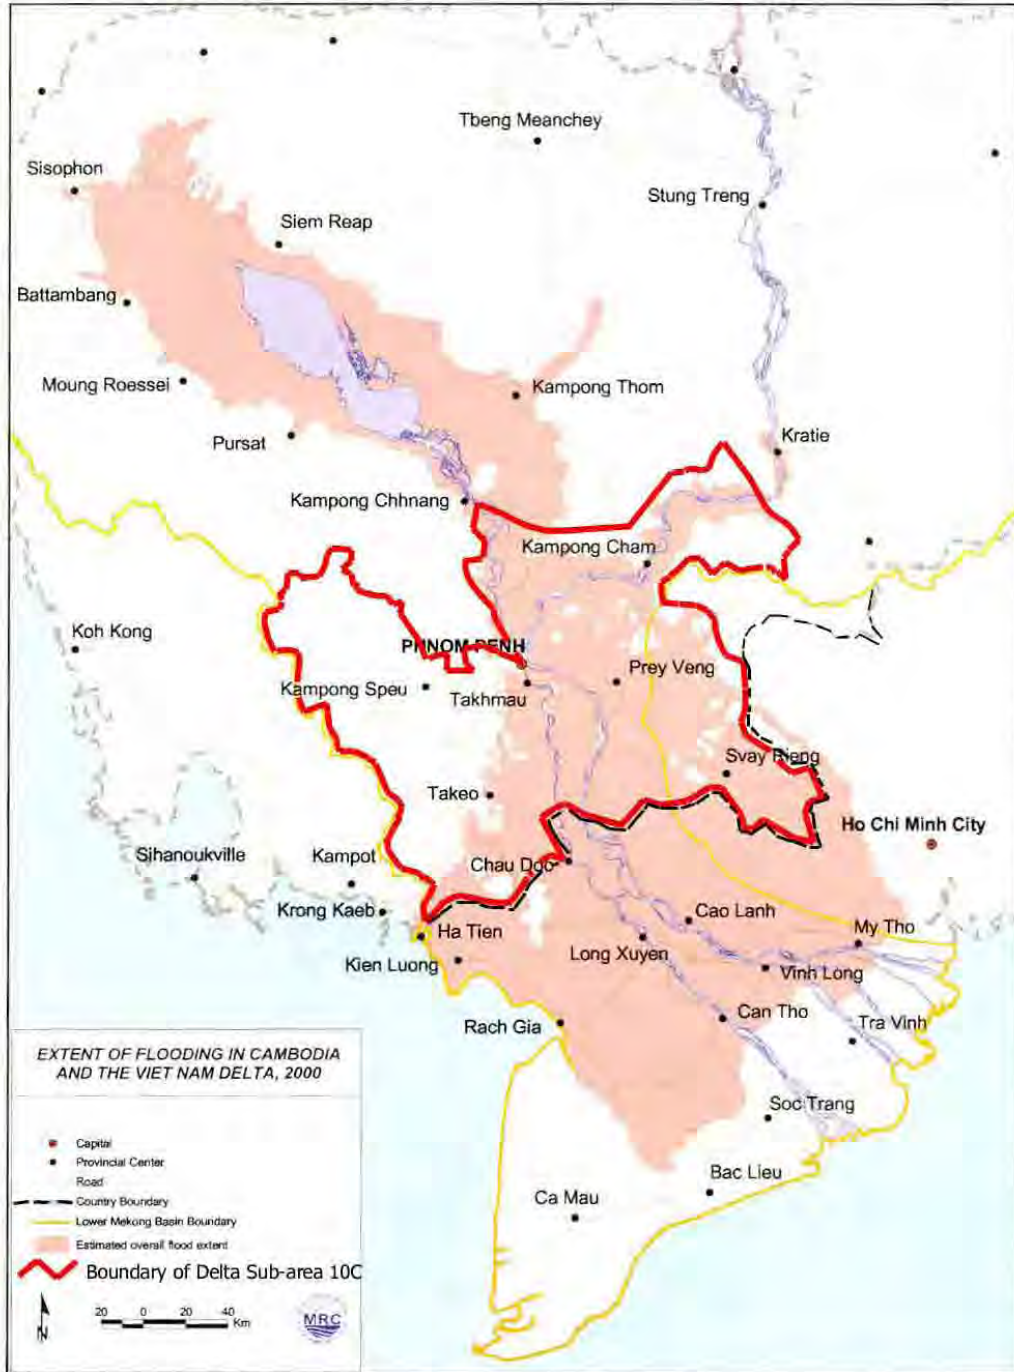 Tbeng Meanchey
Sisophon
Stung Treng
Siem Reap
Battambang
Moung Roessei
Kampong Thom
Pursat
Kratie
Kampong Chhnang
Kampong Cham
Koh Kong
PHNOM PENH
Prey Veng
Kampong Speu
Takhmau
Svay Rieng
Takeo
Ho Chi Minh City
Sihanoukville
Kampot
Chau Doc
Krong Kaeb
Cao Lanh
Ha Tien
My Tho
Kien Luong
Long Xuyen
Vinh Long
Rach Gia
Can Tho
Tra Vinh
Soc Trang
Bac Lieu
Ca Mau
EXTENT OF FLOODING IN CAMBODIA
AND THE VIET NAM DELTA, 2000
Capital
Provincial Center
Road
Country Boundary
Lower Mekong Basin Boundary
Estimated overall flood extent
Boundary of Delta Sub-area 10C
20 0 20 40
Km
N
MRC